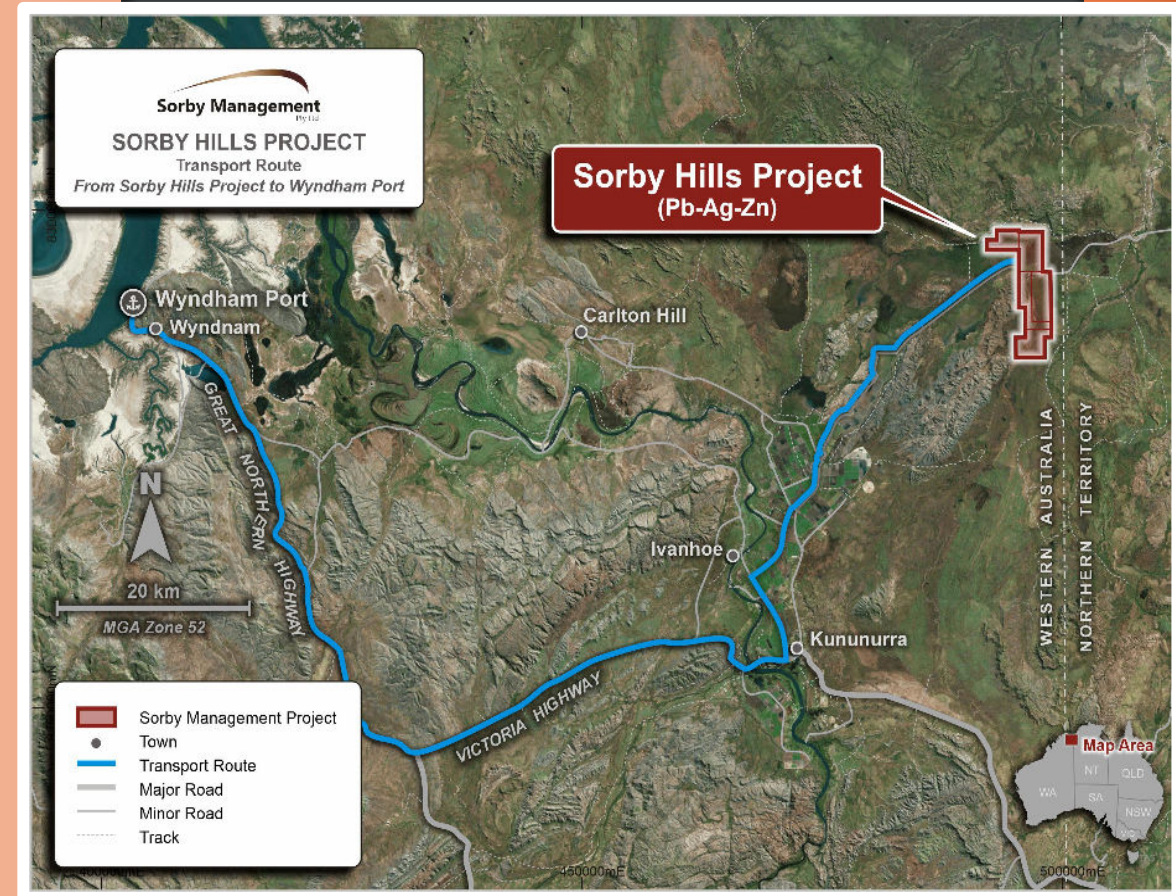 Sorby Management
Pty Ltd
SORBY HILLS PROJECT
Transport Route
From Sorby Hills Project to Wyndham Port
Sorby Hills Project
(Pb-Ag-Zn)
Wyndham Port
Wyndnam
Carlton Hill
GREAT NORTHERN HIGHWAY
N
20 km
MGA Zone 52
Ivanhoe
Kununurra
VICTORIA HIGHWAY
WESTERN AUSTRALIA
NORTHERN TERRITORY
Sorby Management Project
Town
Transport Route
Major Road
Minor Road
Track
Map Area
WA
NT
QLD
SA
NSW
450000mE
500000mE